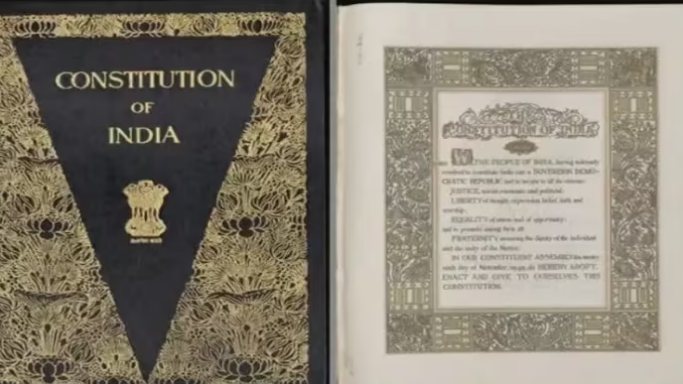 CONSTITUTION
OF
INDIA
CONSTITUTION OF INDIA
WE, THE PEOPLE OF INDIA, having solemnly
resolved to constitute India into a SOVEREIGN DEMO-
CRATIC REPUBLIC and to secure to all its citizens:
JUSTICE, social, economic and political;
LIBERTY of thought, expression, belief, faith and
worship;
EQUALITY of status and of opportunity;
and to promote among them all
FRATERNITY assuring the dignity of the individual
and the unity of the Nation;
IN OUR CONSTITUENT ASSEMBLY this twenty
sixth day of November, do HEREBY ADOPT,
ENACT AND GIVE TO OURSELVES THIS
CONSTITUTION.